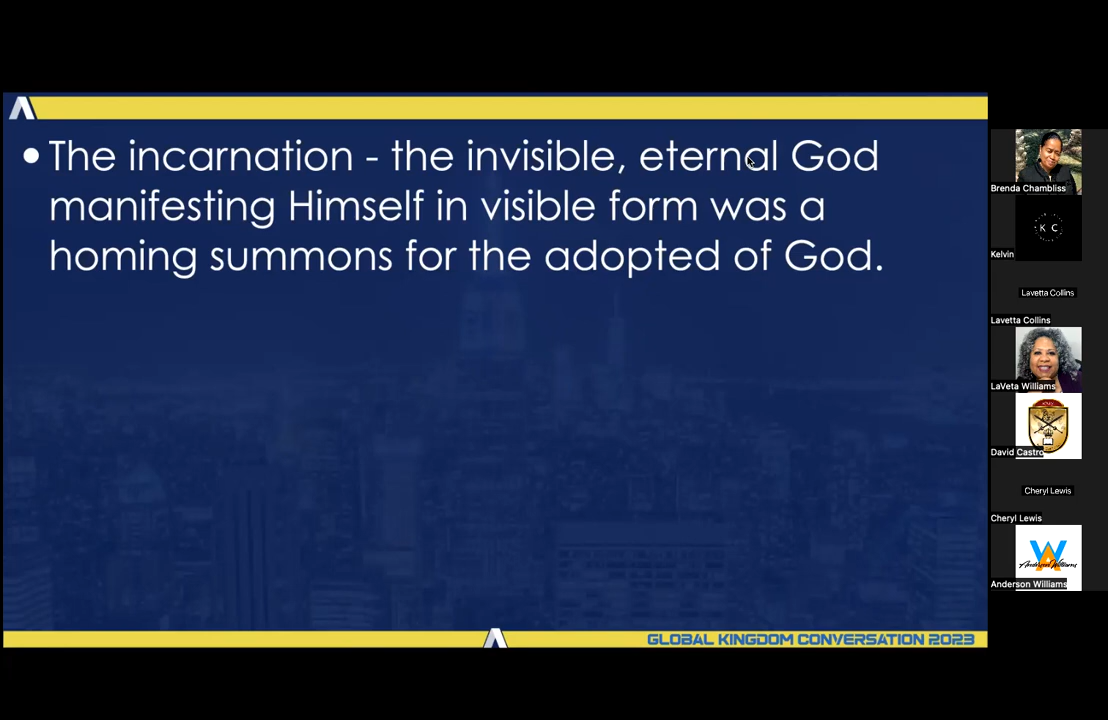 • The incarnation - the invisible, eternal God
manifesting Himself in visible form was a
homing summons for the adopted of God.
GLOBAL KINGDOM CONVERSATION 2023
Brenda Chambliss
K C
Kelvin
Lavetta Collins
Lavetta Collins
LaVeta Williams
David Castro
Cheryl Lewis
Cheryl Lewis
Anderson Williams
Anderson Williams